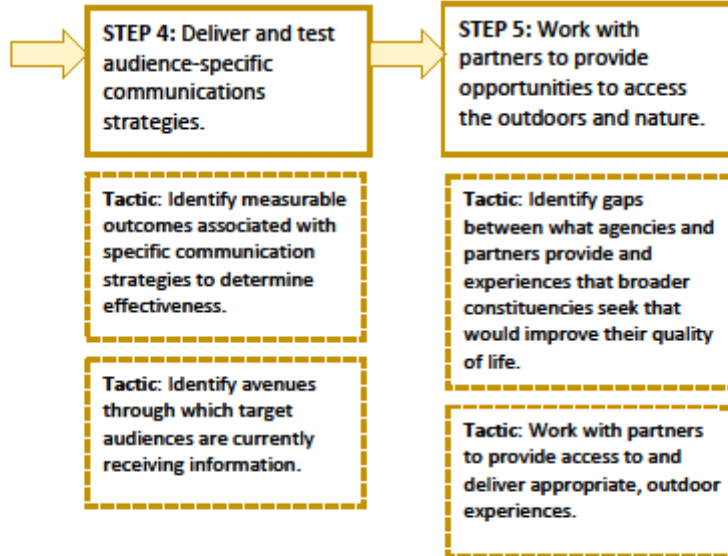 STEP 4: Deliver and test
audience-specific
communications
strategies.
Tactic: Identify measurable
outcomes associated with
specific communication
strategies to determine
effectiveness.
Tactic: Identify avenues
through which target
audiences are currently
receiving information.
STEP 5: Work with
partners to provide
opportunities to access
the outdoors and nature.
Tactic: Identify gaps
between what agencies and
partners provide and
experiences that broader
constituencies seek that
would improve their quality
of life.
Tactic: Work with partners
to provide access to and
deliver appropriate, outdoor
experiences.